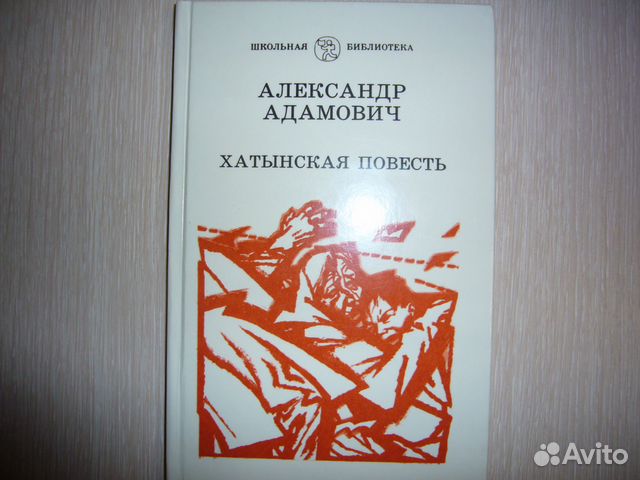 ШКОЛЬНАЯ БИБЛИОТЕКА
АЛЕКСАНДР
АДАМОВИЧ
ХАТЫНСКАЯ ПОВЕСТЬ
Avito